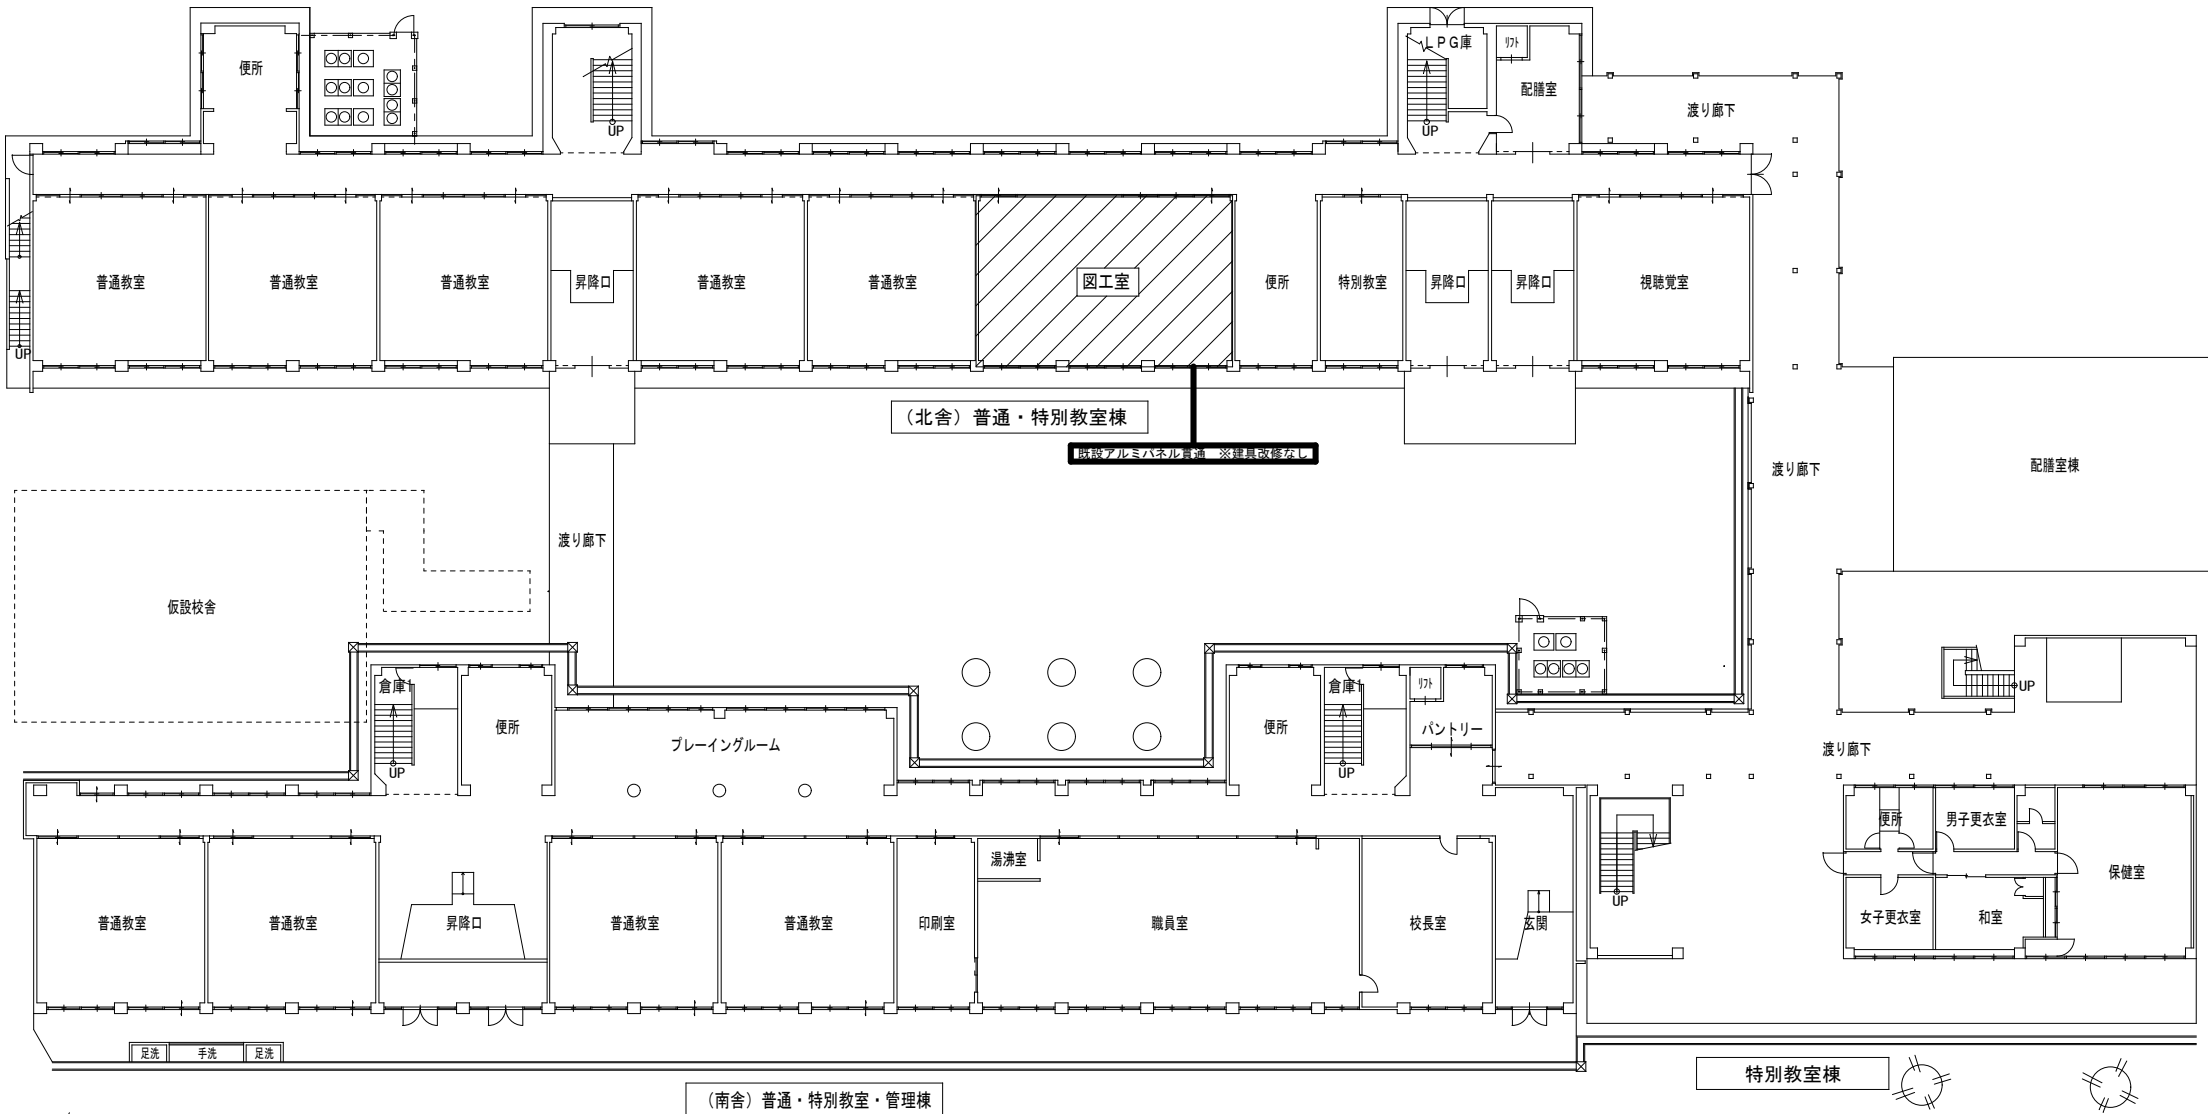 便所
LPG庫
リフト
配膳室
渡り廊下
UP
UP
普通教室
普通教室
普通教室
昇降口
普通教室
普通教室
図工室
便所
特別教室
昇降口
昇降口
視聴覚室
UP
(北舎)普通・特別教室棟
既設アルミパネル貫通 ※建具改修なし
渡り廊下
配膳室棟
渡り廊下
仮設校舎
倉庫1
便所
プレーイングルーム
便所
倉庫1
リフト
パントリー
UP
UP
UP
渡り廊下
便所
男子更衣室
保健室
湯沸室
UP
普通教室
普通教室
昇降口
普通教室
普通教室
印刷室
職員室
校長室
玄関
女子更衣室
和室
足洗
手洗
足洗
特別教室棟
(南舎)普通・特別教室・管理棟